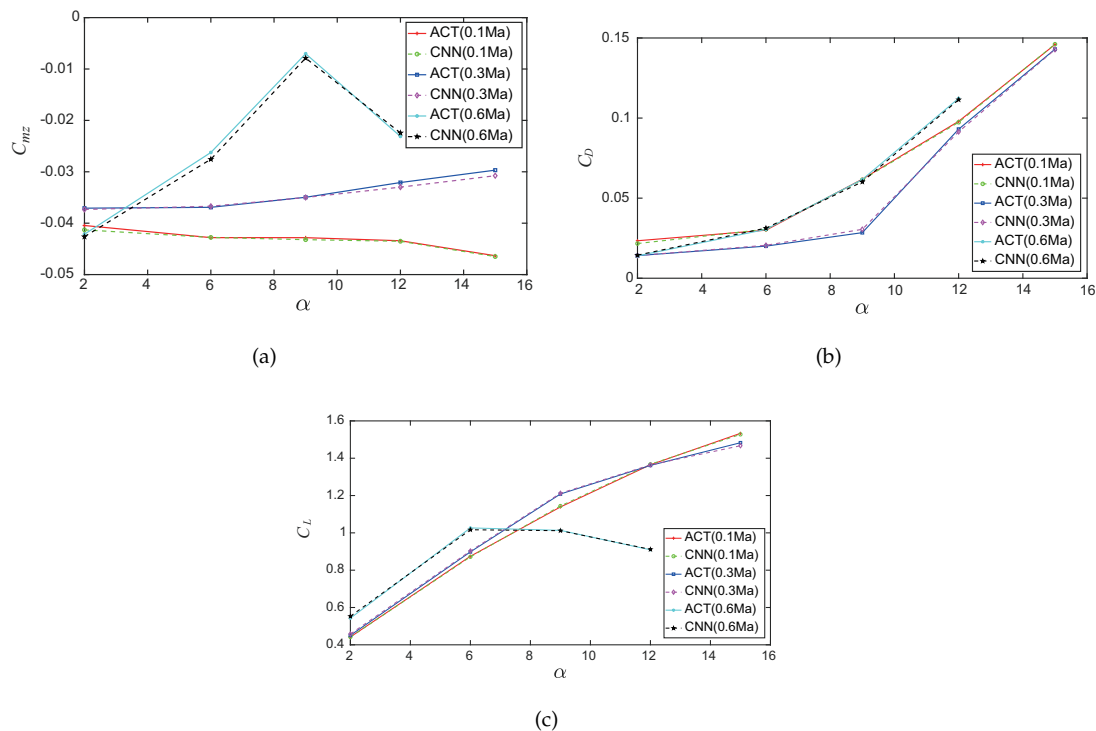 0
-0.01
-0.02
-0.03
-0.04
-0.05
C_mz
2 4 6 8 10 12 14 16
α
ACT(0.1Ma)
CNN(0.1Ma)
ACT(0.3Ma)
CNN(0.3Ma)
ACT(0.6Ma)
CNN(0.6Ma)
(a)
0.15
0.1
0.05
0
C_D
2 4 6 8 10 12 14 16
α
ACT(0.1Ma)
CNN(0.1Ma)
ACT(0.3Ma)
CNN(0.3Ma)
ACT(0.6Ma)
CNN(0.6Ma)
(b)
1.6
1.4
1.2
1
0.8
0.6
0.4
C_L
2 4 6 8 10 12 14 16
α
ACT(0.1Ma)
CNN(0.1Ma)
ACT(0.3Ma)
CNN(0.3Ma)
ACT(0.6Ma)
CNN(0.6Ma)
(c)